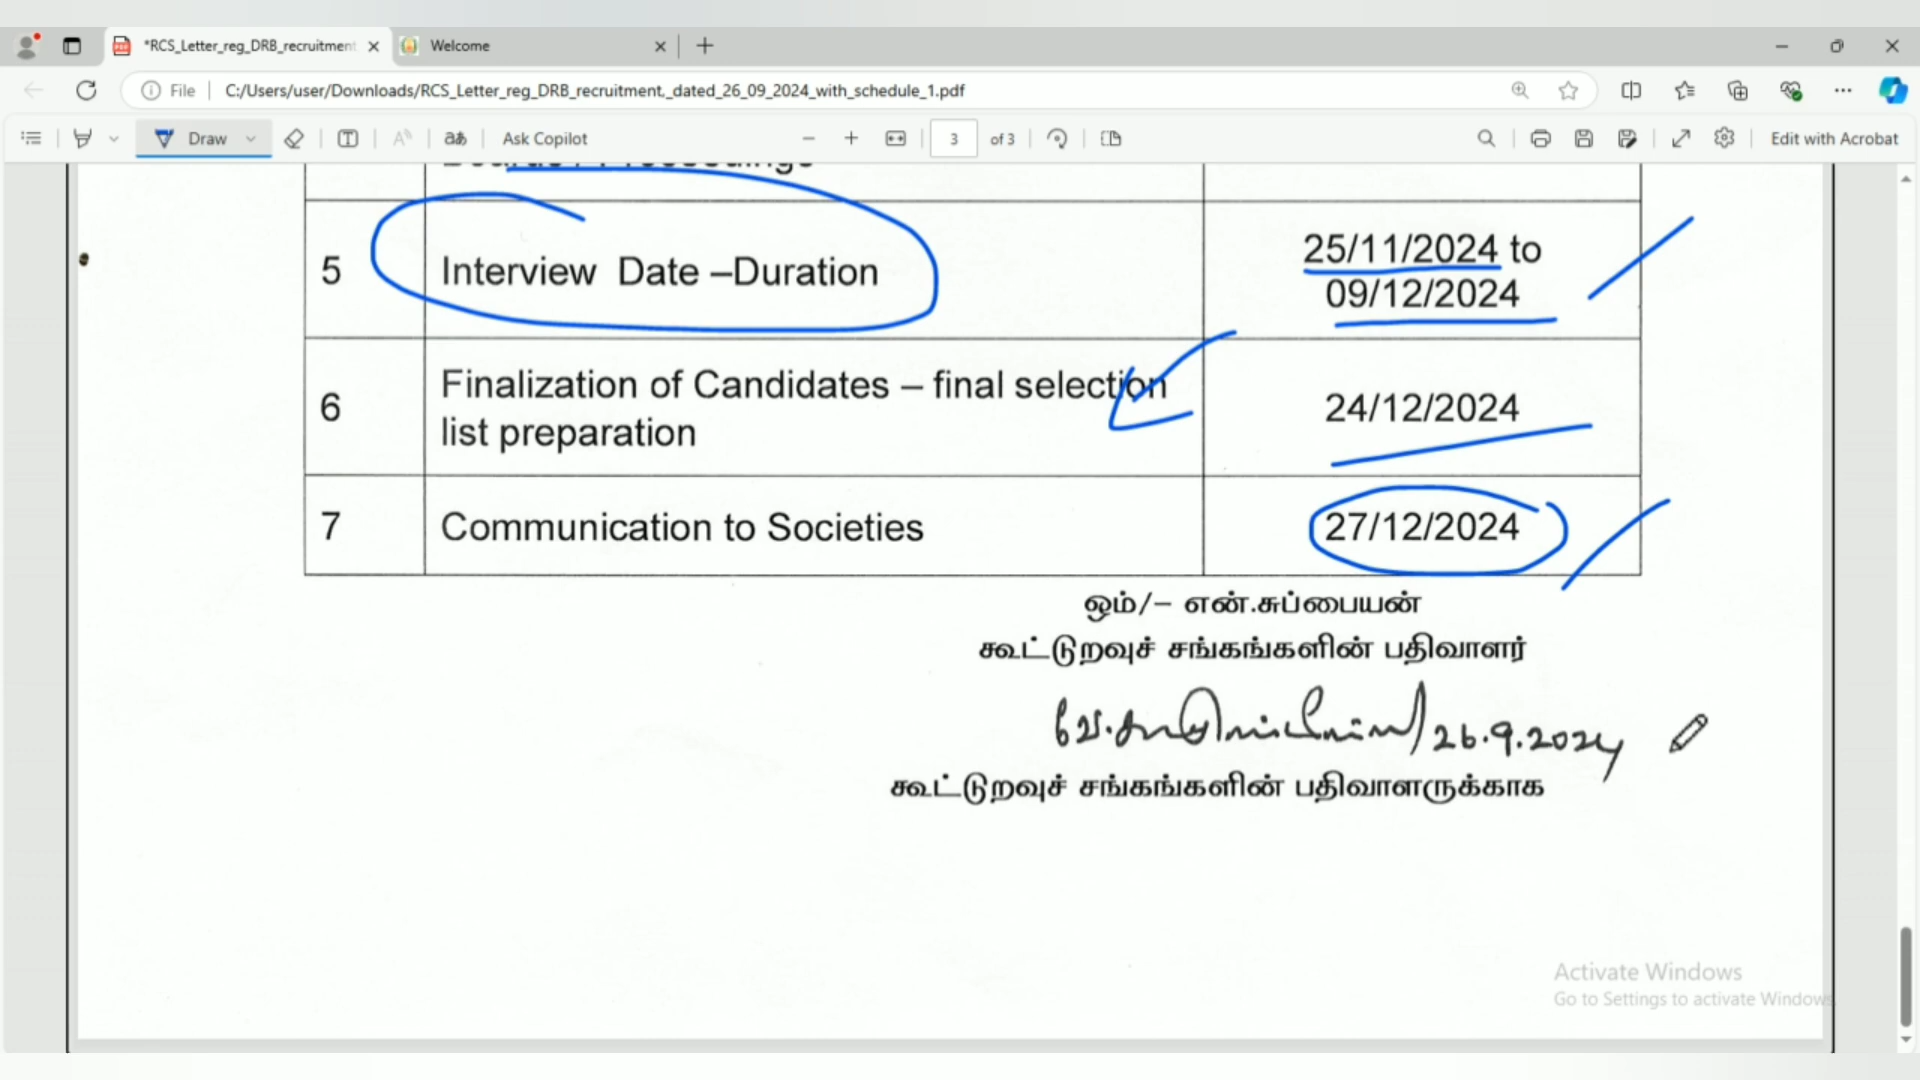 *RCS_Letter_reg_DRB_recruitment
Welcome
File
C:/Users/user/Downloads/RCS_Letter_reg_DRB_recruitment,_dated_26_09_2024_with_schedule_1.pdf
Draw
Ask Copilot
3 of 3
Edit with Acrobat
5 Interview Date –Duration 25/11/2024 to
09/12/2024
6 Finalization of Candidates – final selection
list preparation 24/12/2024
7 Communication to Societies 27/12/2024
ஒம்/– என்.சுப்பையன்
கூட்டுறவுச் சங்கங்களின் பதிவாளர்
26.9.2024
கூட்டுறவுச் சங்கங்களின் பதிவாளருக்காக
Activate Windows
Go to Settings to activate Windows